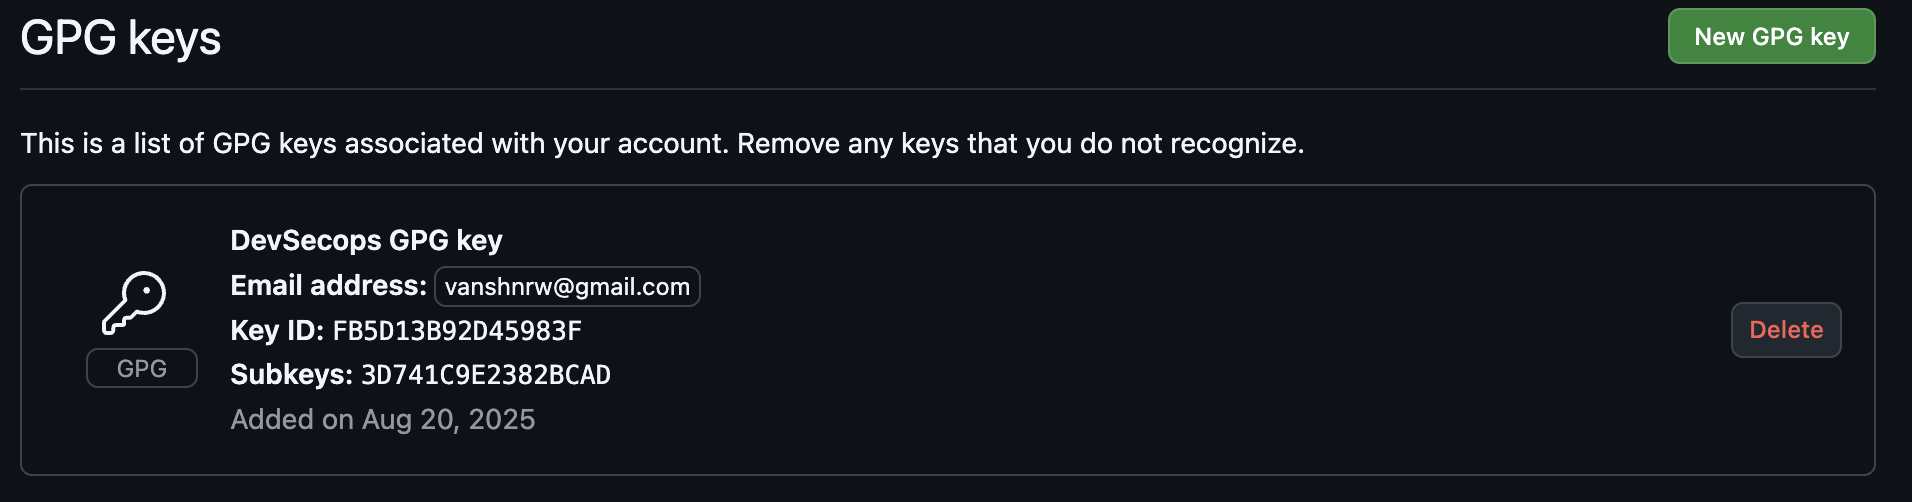 GPG keys
New GPG key
This is a list of GPG keys associated with your account. Remove any keys that you do not recognize.
DevSecops GPG key
Email address: vanshnrw@gmail.com
Key ID: FB5D13B92D45983F
GPG
Subkeys: 3D741C9E2382BCAD
Added on Aug 20, 2025
Delete